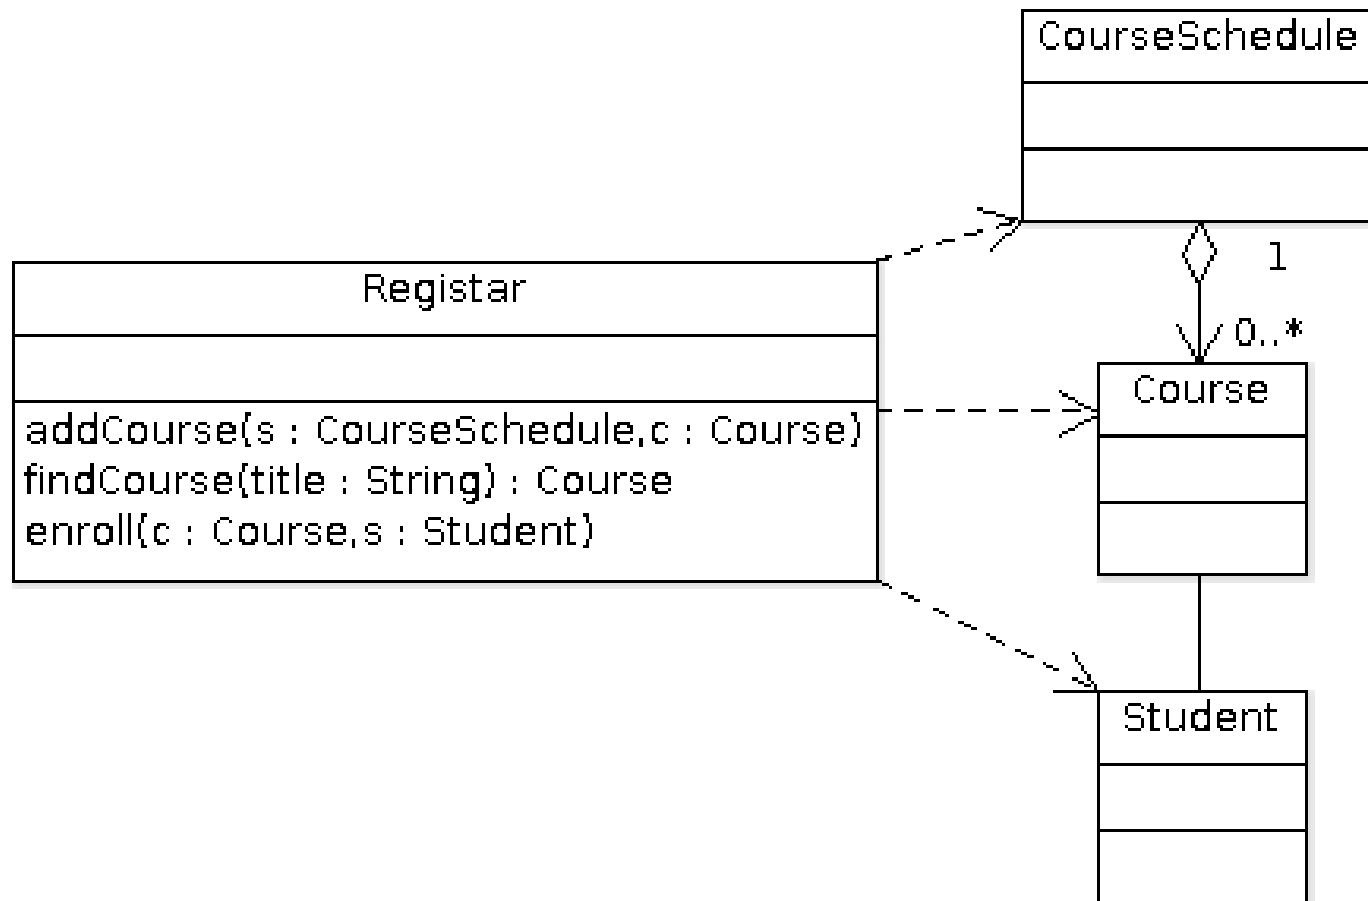 CourseSchedule
1
0..*
Registar
addCourse(s : CourseSchedule,c : Course)
findCourse(title : String) : Course
enroll(c : Course,s : Student)
Course
Student